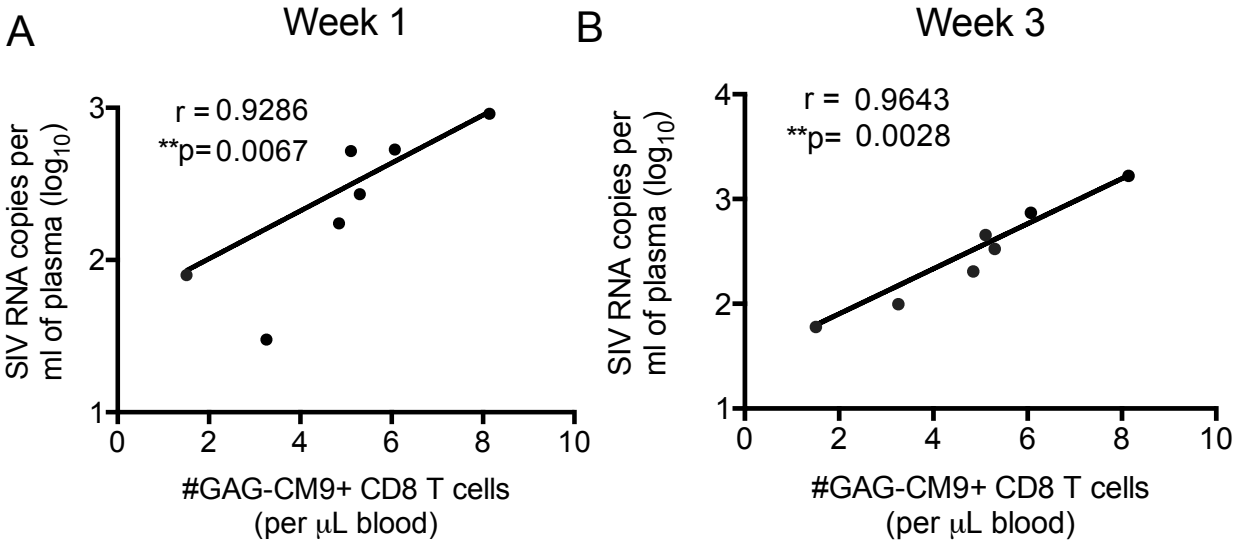 A
Week 1
SIV RNA copies per
ml of plasma (log10)
r = 0.9286
**p= 0.0067
3
2
1
0 2 4 6 8 10
#GAG-CM9+ CD8 T cells
(per μL blood)
B
Week 3
SIV RNA copies per
ml of plasma (log10)
r = 0.9643
**p= 0.0028
4
3
2
1
0 2 4 6 8 10
#GAG-CM9+ CD8 T cells
(per μL blood)